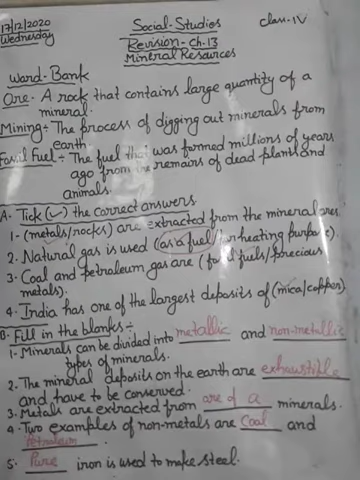 17/12/2020 Social-Studies Class-IV
Wednesday Revision-Ch.13
Mineral Resources
Word-Bank
Ore- A rock that contains large quantity of a
mineral.
Mining÷ The process of digging out minerals from
earth
Fossil Fuel÷ The fuel that was formed millions of years
ago from the remains of dead plants and
animals.
A- Tick (✓) the correct answers
1- (metals/rocks) are extracted from the mineral ores.
2. Natural gas is used (as a fuel/for heating purpose).
3. Coal and petroleum gas are (fossil fuels/precious
metals).
4. India has one of the largest deposits of (mica/copper).
B- Fill in the blanks÷
1. Minerals can be divided into metallic and non-metallic
types of minerals.
2. The mineral deposits on the earth are exhaustible
and have to be conserved.
3. Metals are extracted from are of a minerals.
4- Two examples of non-metals are Coal and
Petroleum.
5. Pure iron is used to make steel.